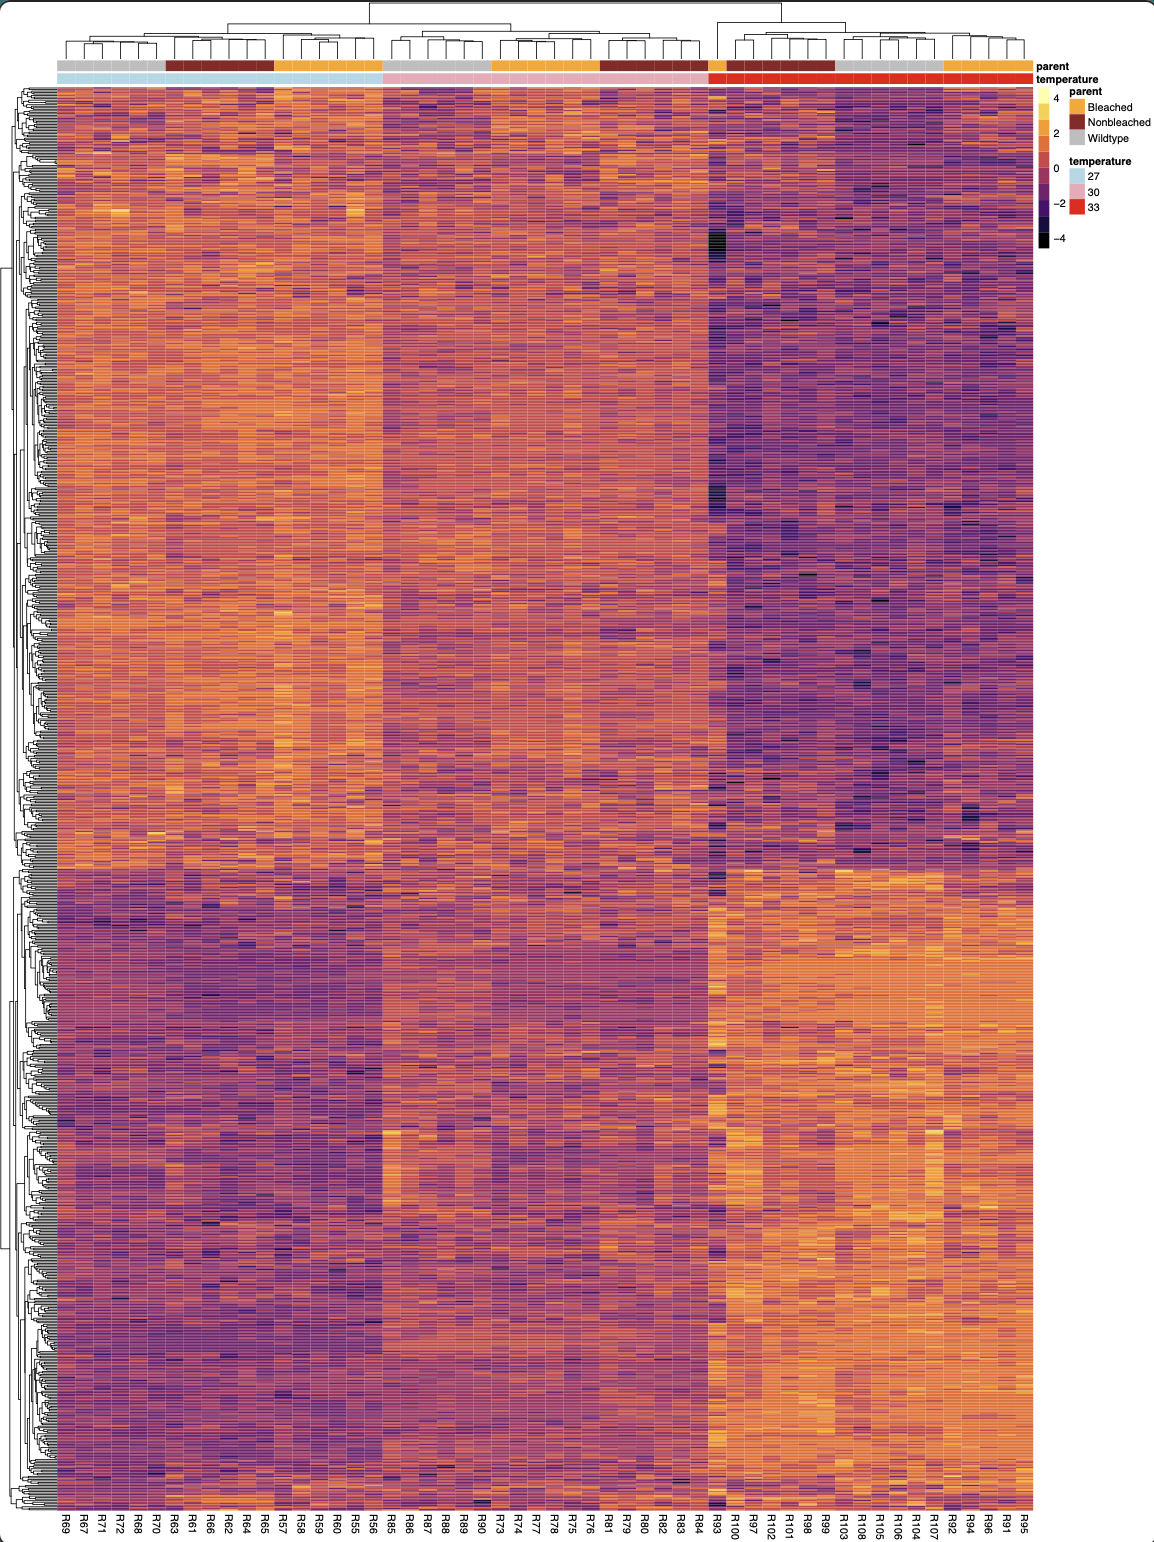 parent
temperature
4
2
0
−2
−4
parent
Bleached
Nonbleached
Wildtype
temperature
27
30
33
R69
R67
R71
R72
R68
R70
R63
R61
R66
R62
R64
R65
R57
R58
R59
R60
R55
R56
R85
R86
R87
R88
R89
R90
R73
R74
R77
R78
R75
R76
R81
R79
R80
R82
R83
R84
R93
R100
R97
R102
R101
R98
R99
R103
R108
R105
R106
R104
R107
R92
R94
R96
R91
R95